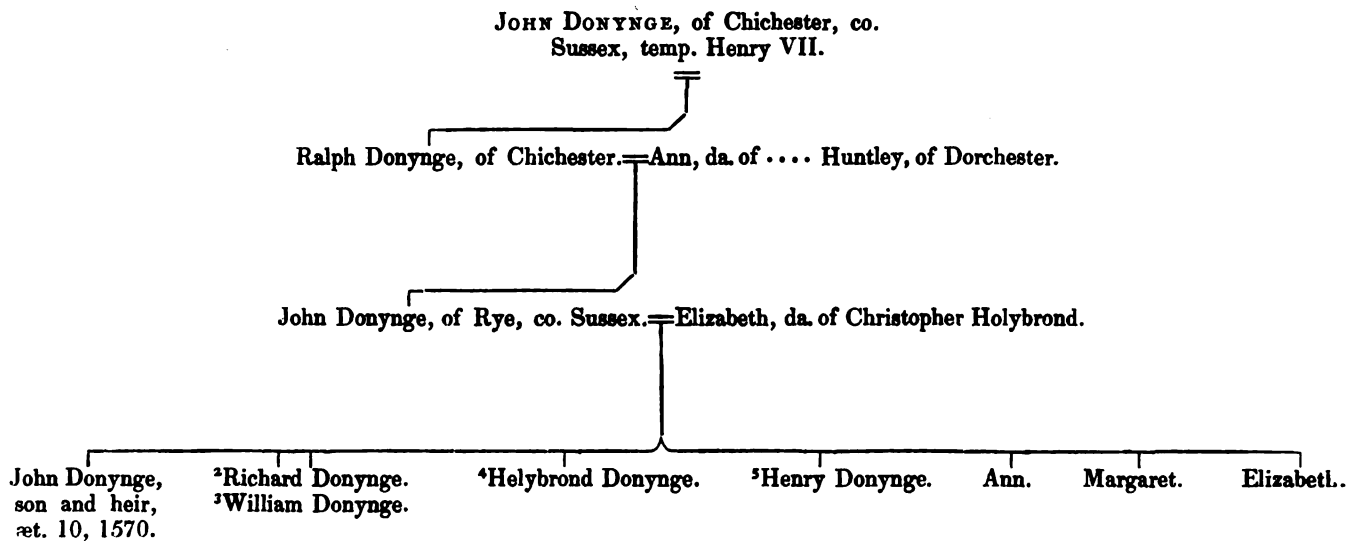 JOHN DONYNGE, of Chichester, co.
Sussex, temp. Henry VII.
Ralph Donynge, of Chichester.=Ann, da. of .... Huntley, of Dorchester.
John Donynge, of Rye, co. Sussex.=Elizabeth, da. of Christopher Holybrond.
John Donynge,
son and heir,
æt. 10, 1570.
²Richard Donynge.
³William Donynge.
⁴Helybrond Donynge.
⁵Henry Donynge.
Ann.
Margaret.
Elizabeth.